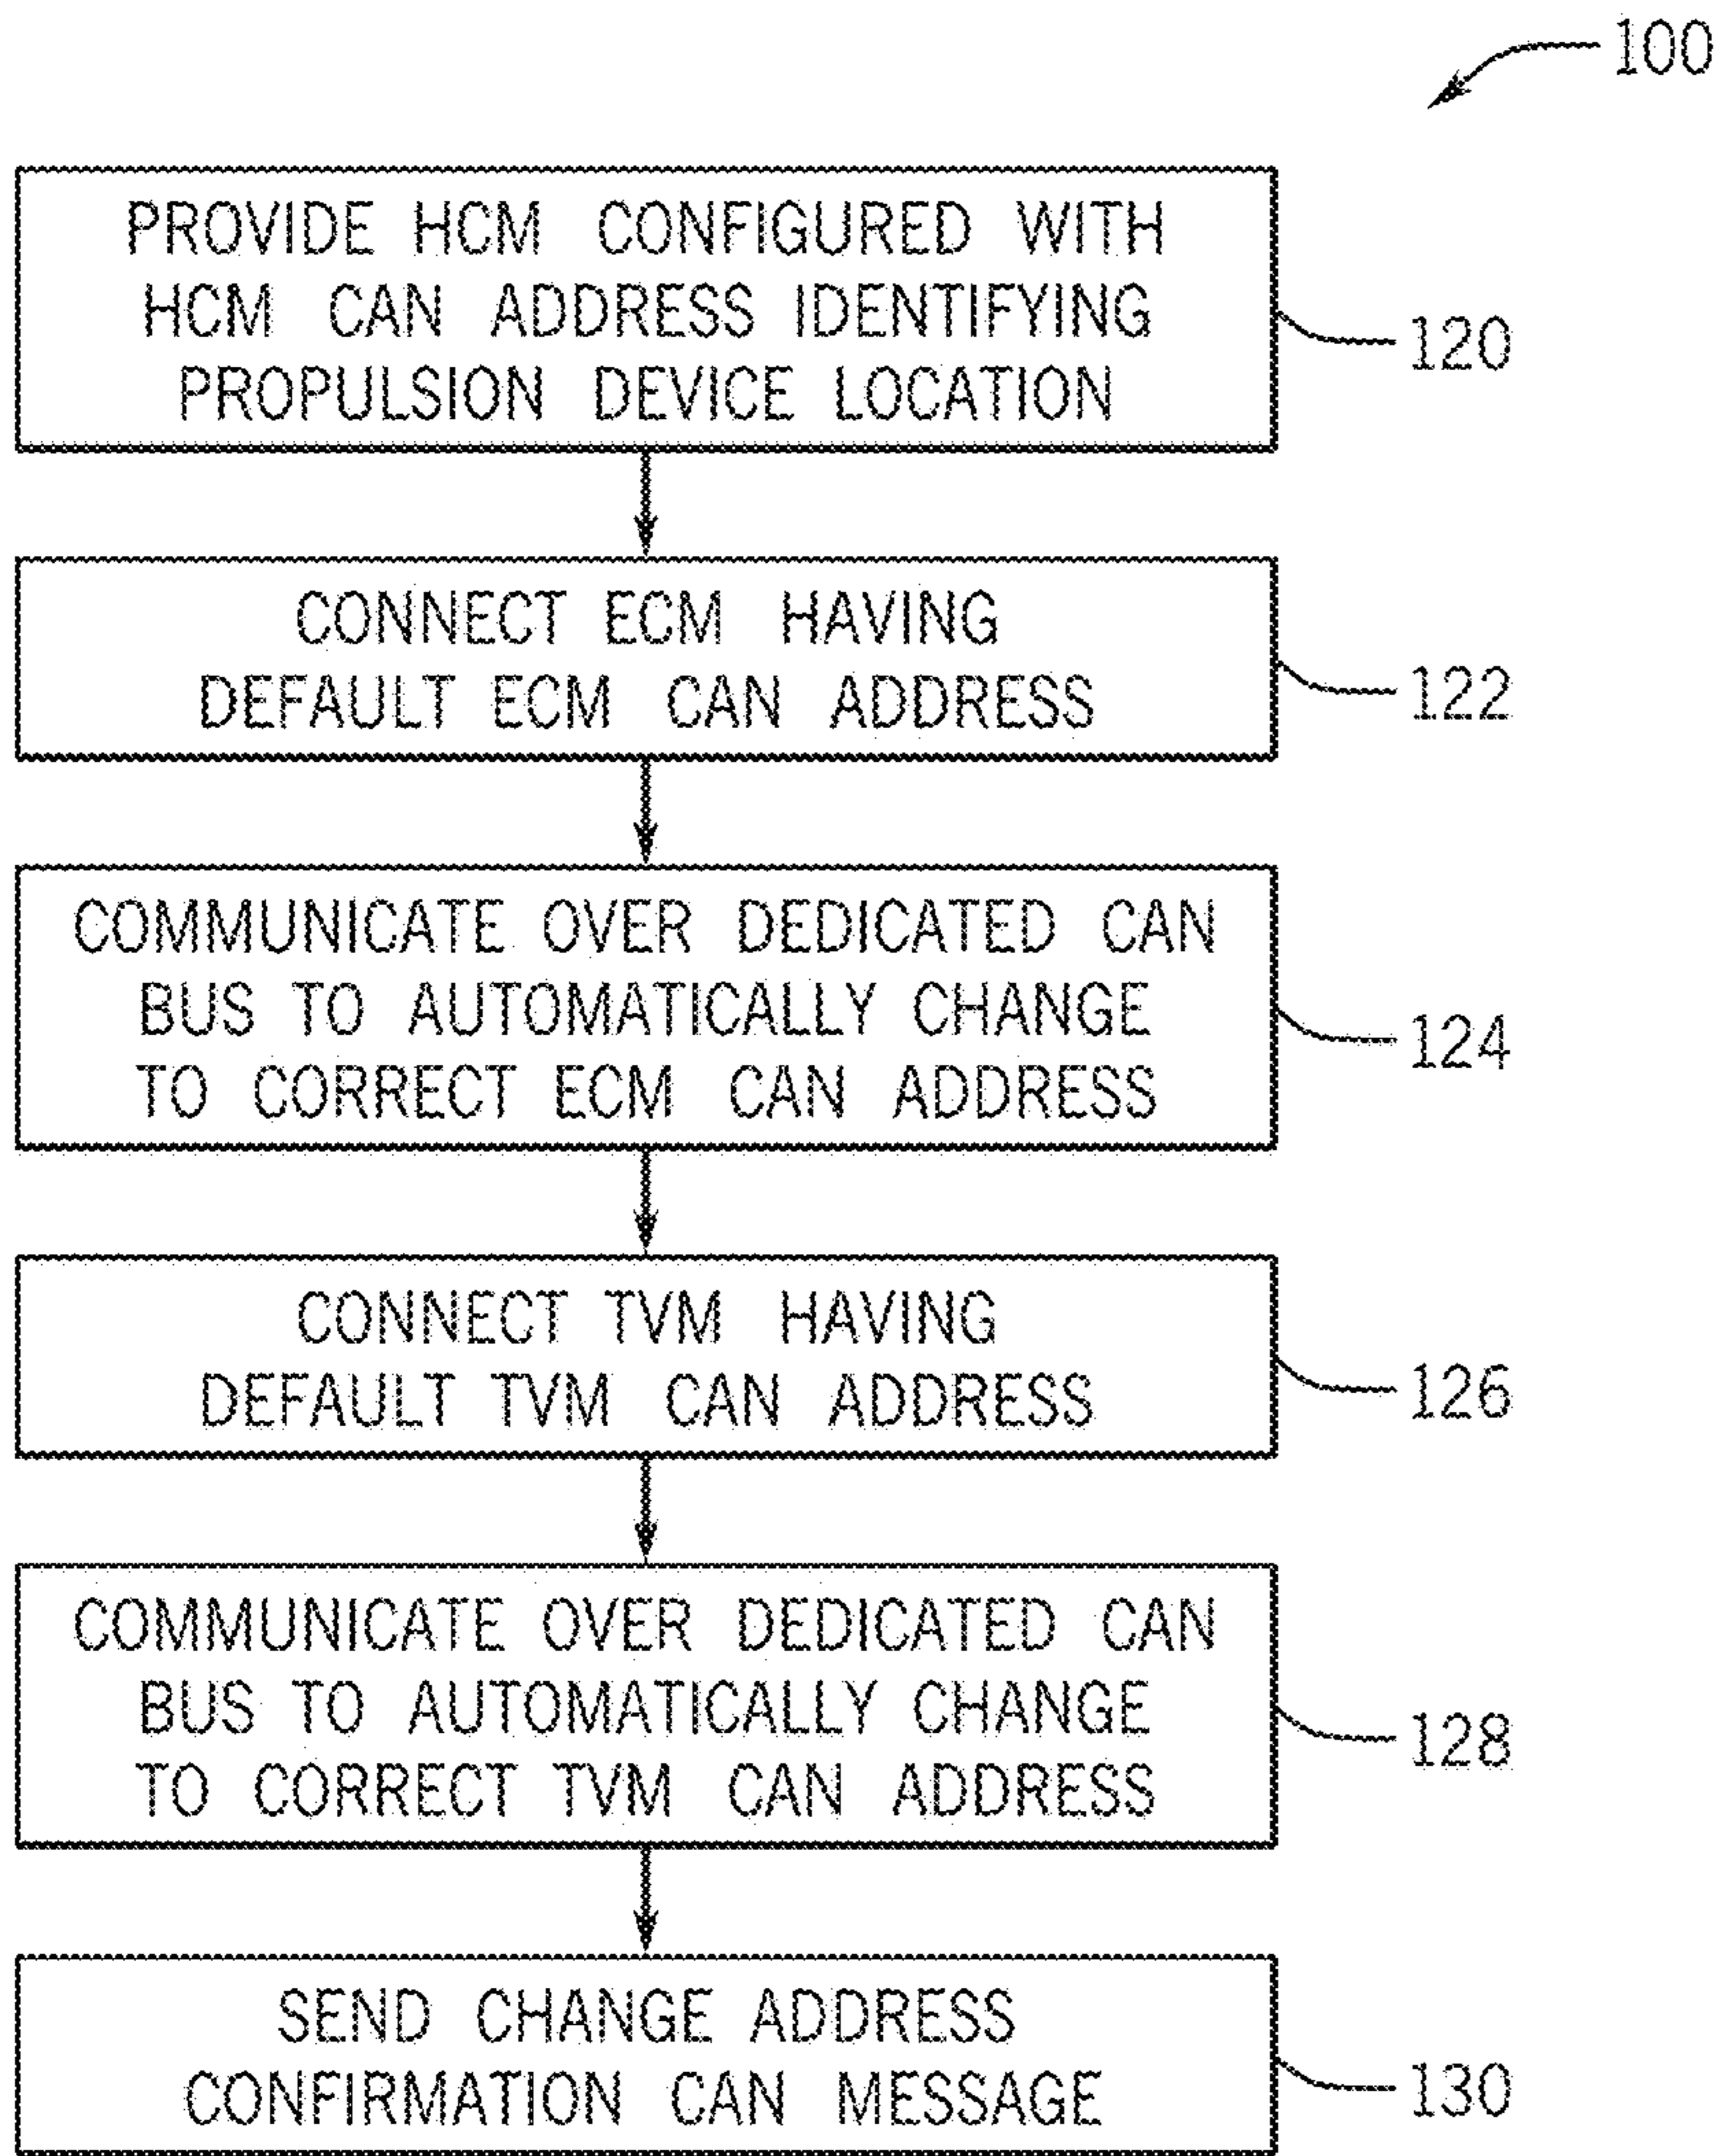 100
PROVIDE HCM CONFIGURED WITH
HCM CAN ADDRESS IDENTIFYING
PROPULSION DEVICE LOCATION
120
CONNECT ECM HAVING
DEFAULT ECM CAN ADDRESS
122
COMMUNICATE OVER DEDICATED CAN
BUS TO AUTOMATICALLY CHANGE
TO CORRECT ECM CAN ADDRESS
124
CONNECT TVM HAVING
DEFAULT TVM CAN ADDRESS
126
COMMUNICATE OVER DEDICATED CAN
BUS TO AUTOMATICALLY CHANGE
TO CORRECT TVM CAN ADDRESS
128
SEND CHANGE ADDRESS
CONFIRMATION CAN MESSAGE
130